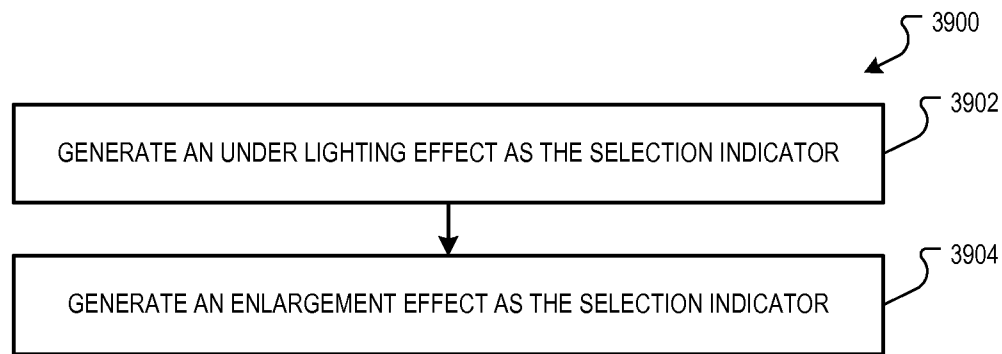 3900
3902
GENERATE AN UNDER LIGHTING EFFECT AS THE SELECTION INDICATOR
3904
GENERATE AN ENLARGEMENT EFFECT AS THE SELECTION INDICATOR